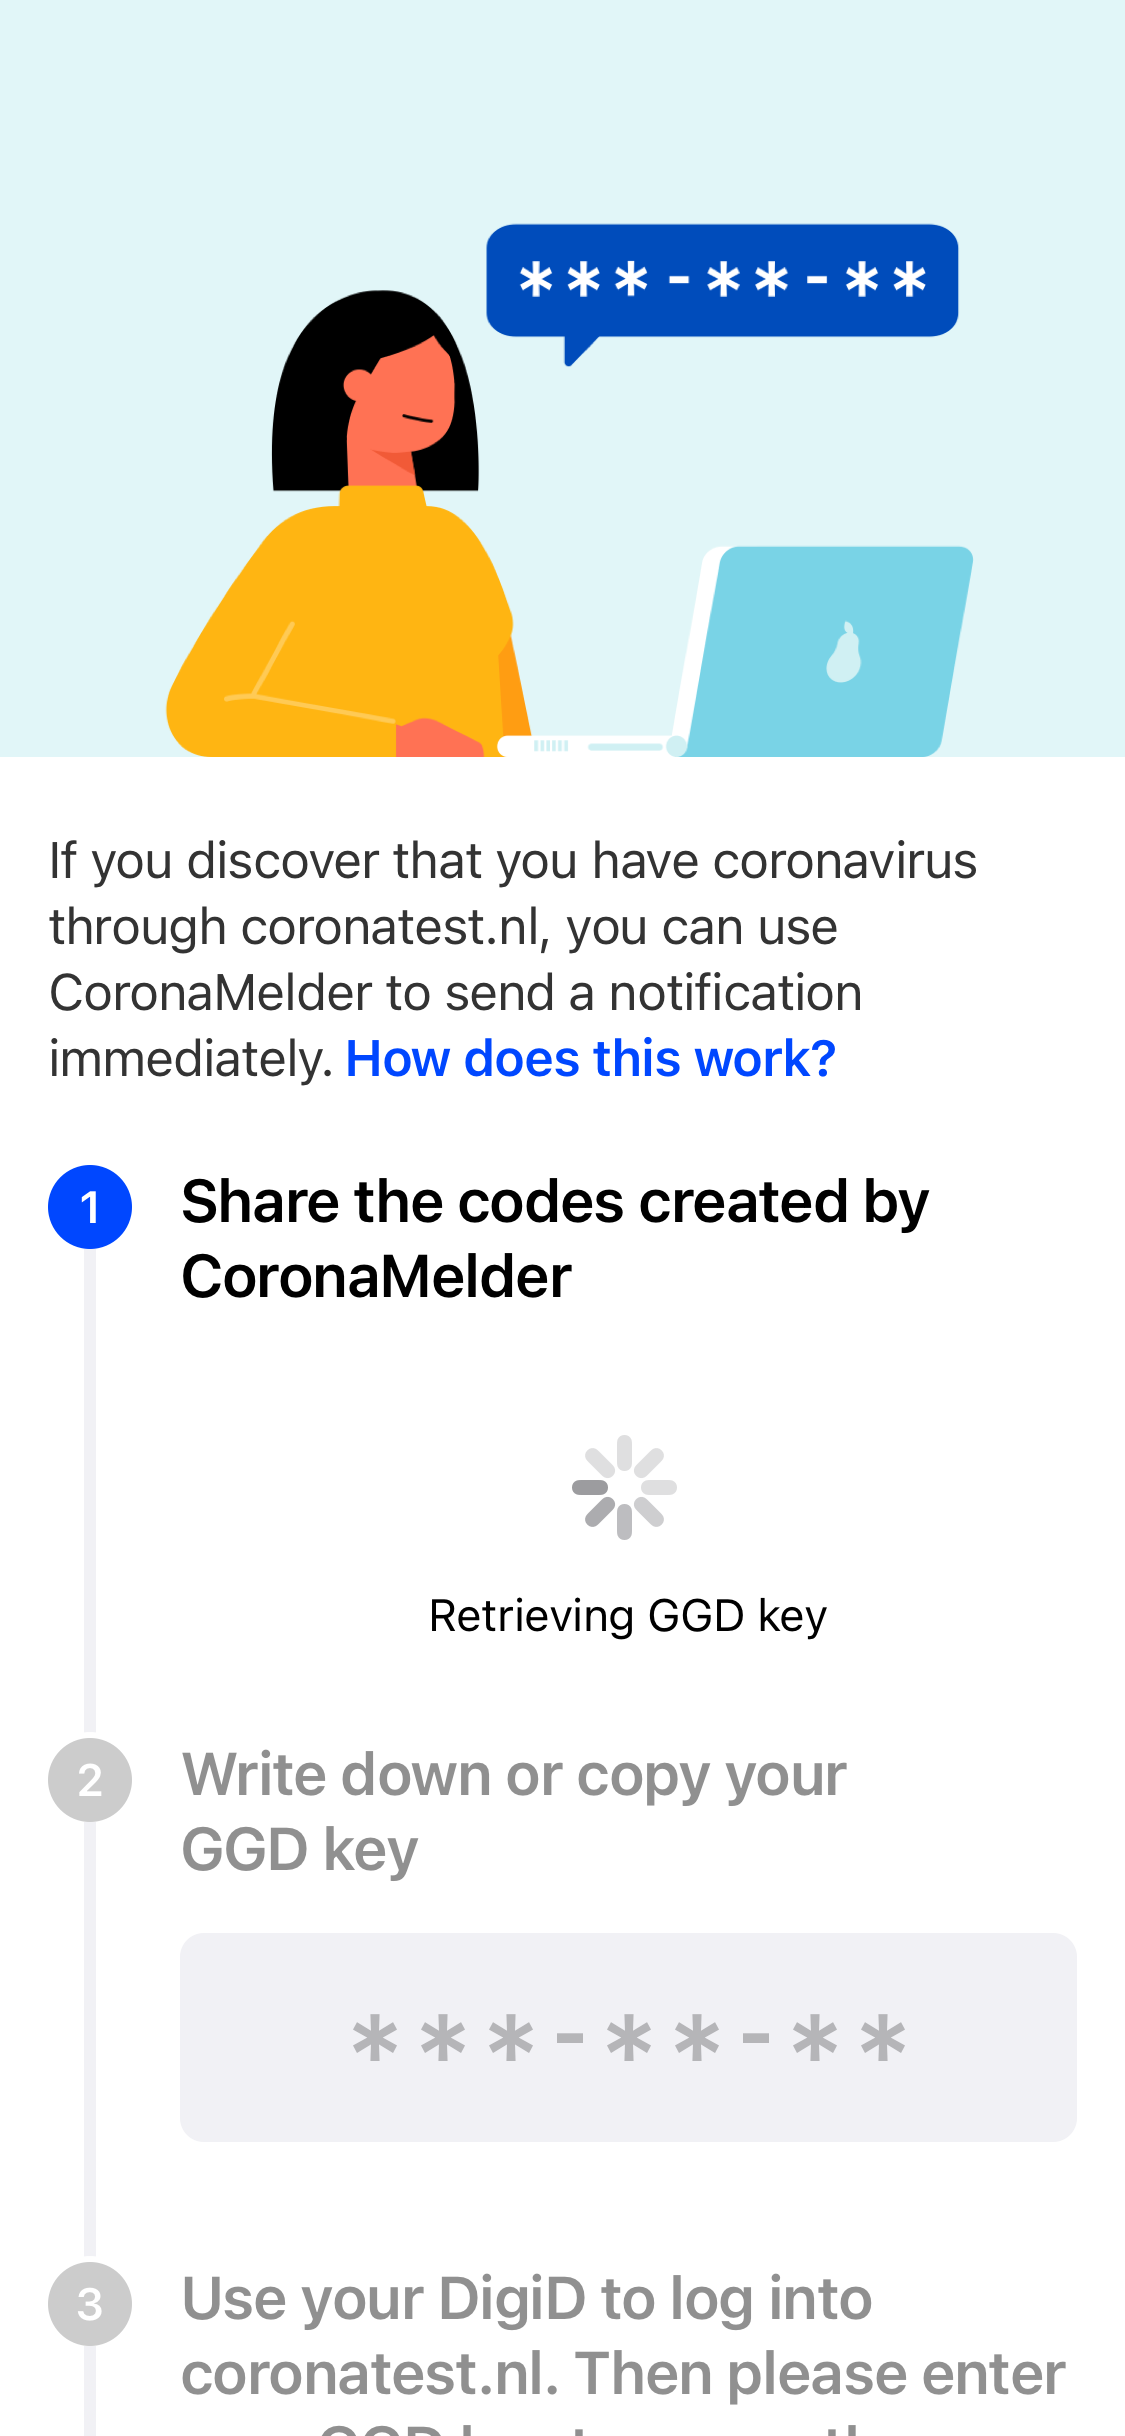 ***-**-**
If you discover that you have coronavirus
through coronatest.nl, you can use
CoronaMelder to send a notification
immediately. How does this work?
1
Share the codes created by
CoronaMelder
Retrieving GGD key
2
Write down or copy your
GGD key
***-**-**
3
Use your DigiD to log into
coronatest.nl. Then please enter